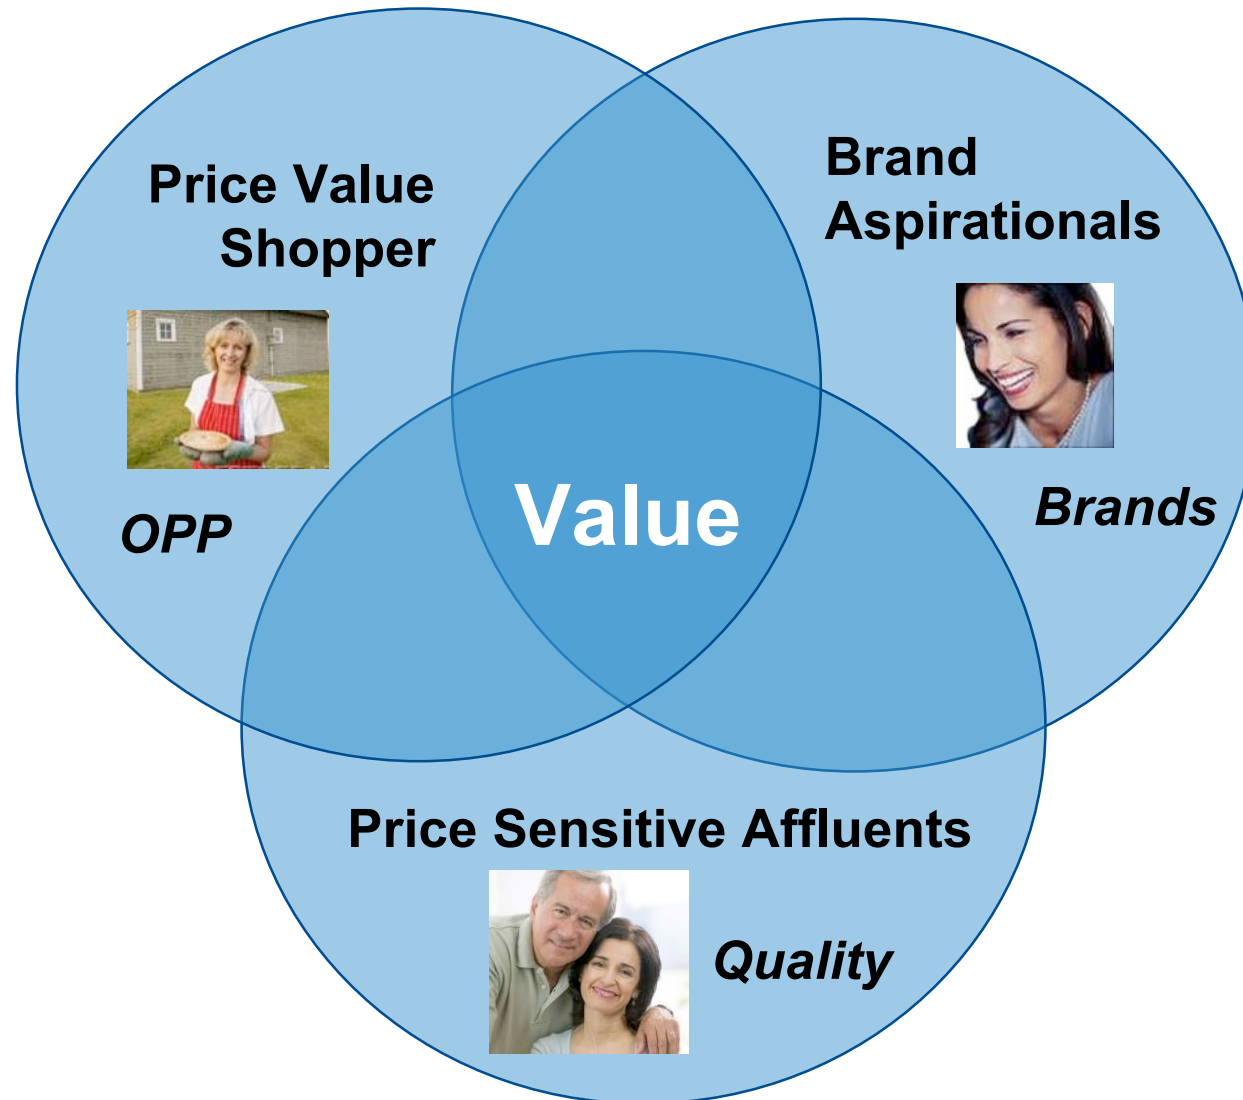 Price Value
Shopper
OPP
Brand
Aspirationals
Brands
Value
Price Sensitive Affluents
Quality